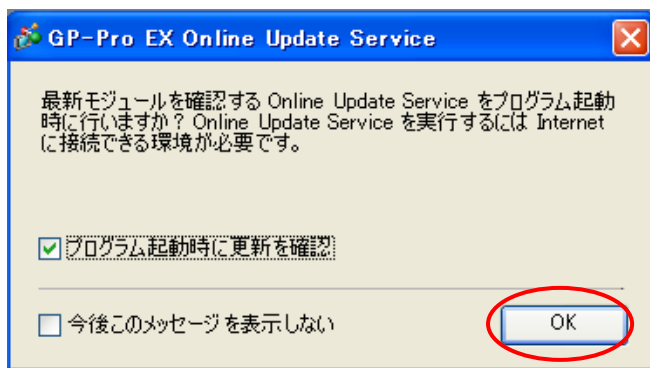 GP-Pro EX Online Update Service
最新モジュールを確認する Online Update Service をプログラム起動
時に行いますか？ Online Update Service を実行するには Internet
に接続できる環境が必要です。
プログラム起動時に更新を確認
今後このメッセージを表示しない
OK